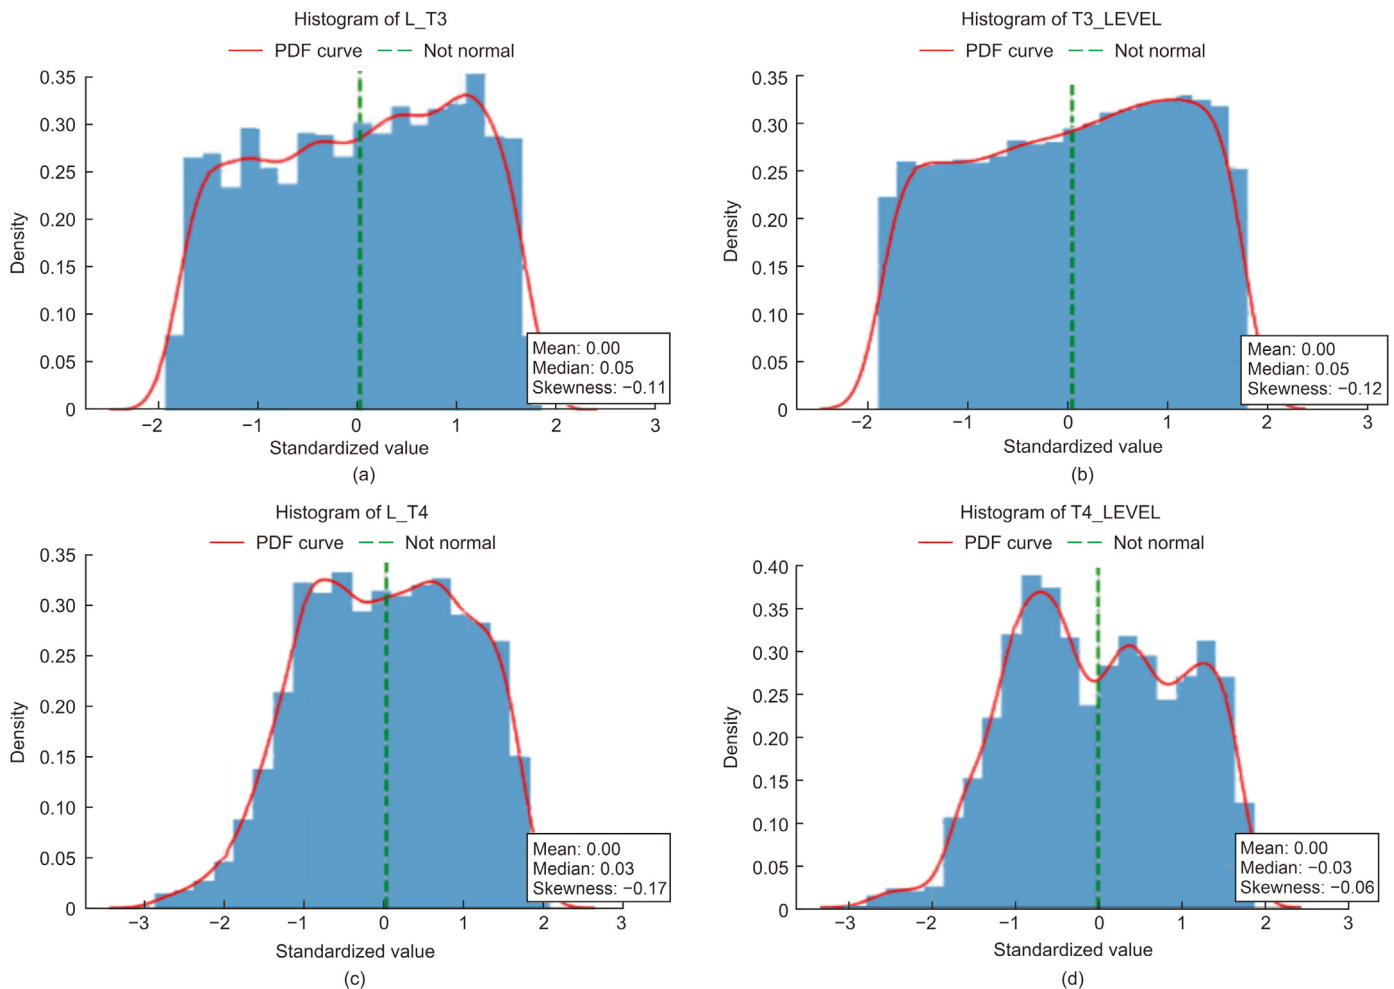 Histogram of L_T3
PDF curve Not normal
0.35
0.30
0.25
0.20
0.15
0.10
0.05
0
Density
Mean: 0.00
Median: 0.05
Skewness: −0.11
−2 −1 0 1 2 3
Standardized value
(a)
Histogram of T3_LEVEL
PDF curve Not normal
0.35
0.30
0.25
0.20
0.15
0.10
0.05
0
Density
Mean: 0.00
Median: 0.05
Skewness: −0.12
−2 −1 0 1 2 3
Standardized value
(b)
Histogram of L_T4
PDF curve Not normal
0.35
0.30
0.25
0.20
0.15
0.10
0.05
0
Density
Mean: 0.00
Median: 0.03
Skewness: −0.17
−3 −2 −1 0 1 2 3
Standardized value
(c)
Histogram of T4_LEVEL
PDF curve Not normal
0.40
0.35
0.30
0.25
0.20
0.15
0.10
0.05
0
Density
Mean: 0.00
Median: −0.03
Skewness: −0.06
−3 −2 −1 0 1 2 3
Standardized value
(d)